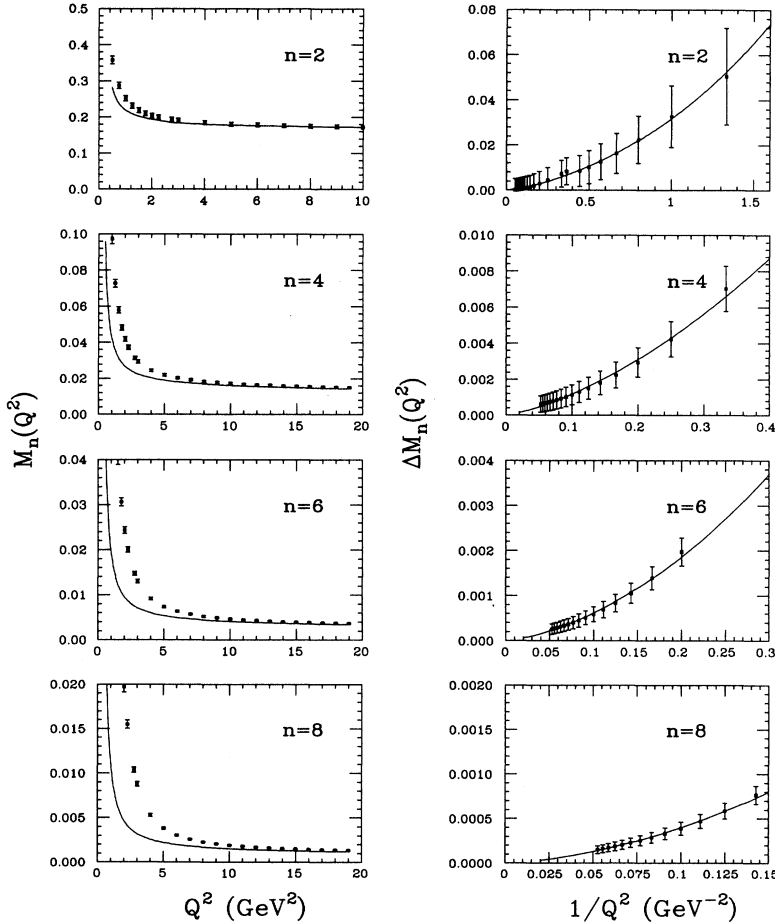 0.5
0.4
0.3
0.2
0.1
0.0
n=2
0 2 4 6 8 10
0.08
0.06
0.04
0.02
0.00
n=2
0 0.5 1 1.5
0.10
0.08
0.06
0.04
0.02
0.00
n=4
0 5 10 15 20
0.010
0.008
0.006
0.004
0.002
0.000
n=4
0 0.1 0.2 0.3 0.4
M_n(Q^2)
ΔM_n(Q^2)
0.04
0.03
0.02
0.01
0.00
n=6
0 5 10 15 20
0.004
0.003
0.002
0.001
0.000
n=6
0 0.05 0.1 0.15 0.2 0.25 0.3
0.020
0.015
0.010
0.005
0.000
n=8
0 5 10 15 20
Q^2 (GeV^2)
0.0020
0.0015
0.0010
0.0005
0.0000
n=8
0 0.025 0.05 0.075 0.1 0.125 0.15
1/Q^2 (GeV^-2)